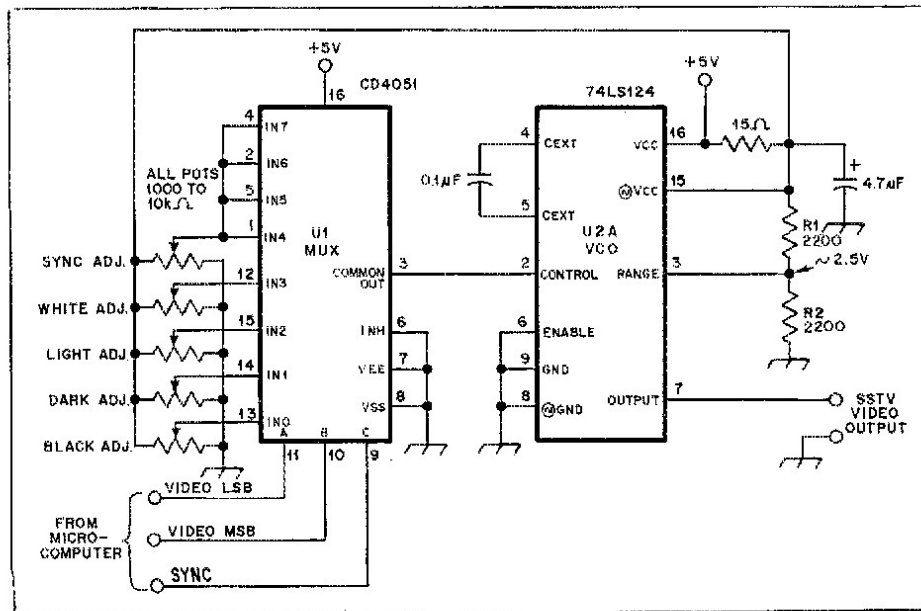 +5V
CD4051
16
4 IN7
2 IN6
5 IN5
1 IN4
12 IN3
15 IN2
14 IN1
13 IN0
ALL POTS
1000 TO
10kΩ
SYNC ADJ.
WHITE ADJ.
LIGHT ADJ.
DARK ADJ.
BLACK ADJ.
U1
MUX
COMMON
OUT
3
INH 6
VEE 7
VSS 8
A B C
11 10 9
VIDEO LSB
VIDEO MSB
SYNC
FROM
MICRO-
COMPUTER
74LS124
+5V
4 CEXT
0.1µF
5 CEXT
U2A
VCO
2 CONTROL
6 ENABLE
9 GND
8 GND
VCC 16
15Ω
VCC 15
RANGE 3
OUTPUT 7
+
4.7µF
R1
2200
~2.5V
R2
2200
SSTV
VIDEO
OUTPUT